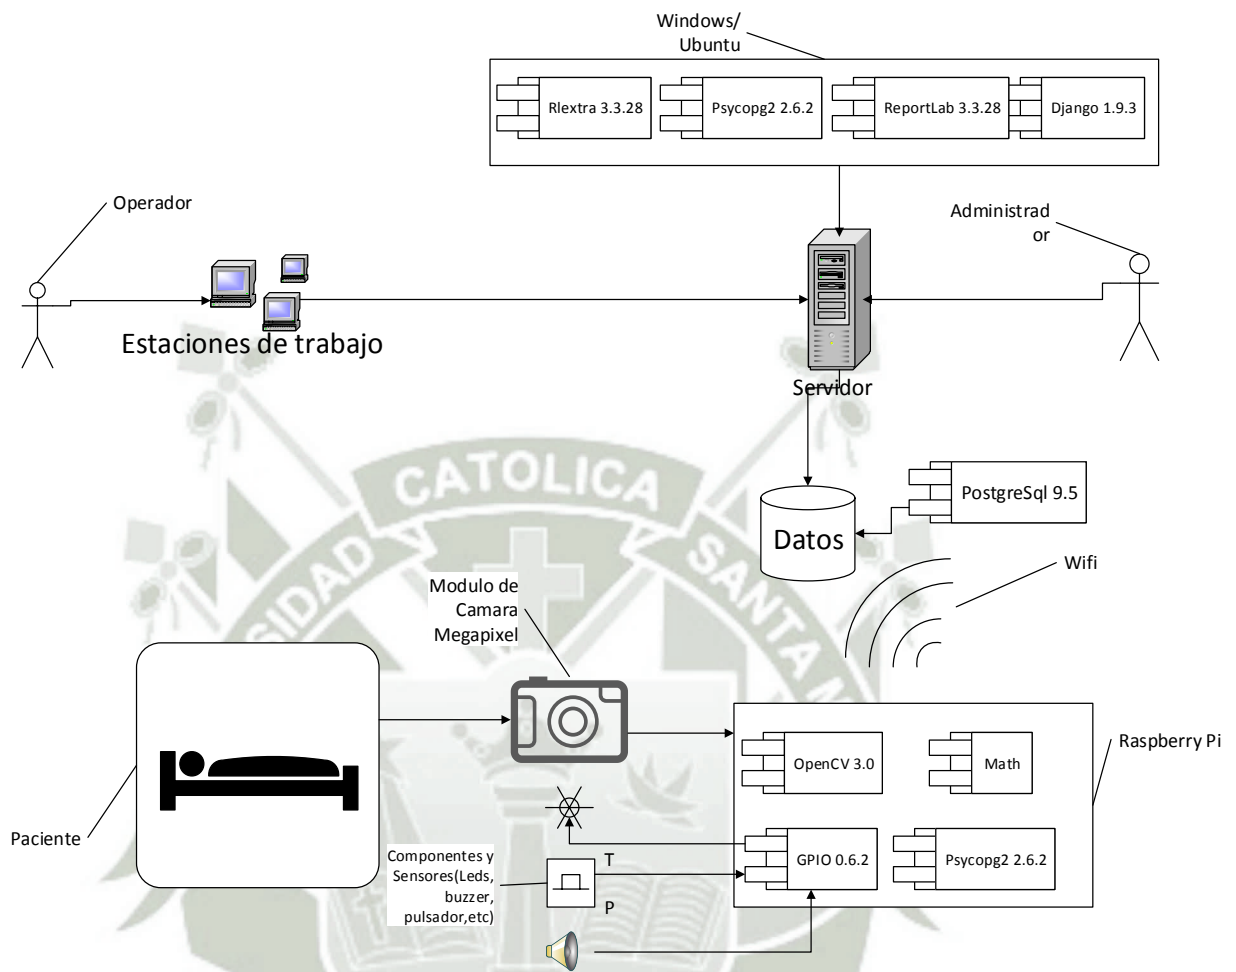 Windows/
Ubuntu
Rlextra 3.3.28
Psycopg2 2.6.2
ReportLab 3.3.28
Django 1.9.3
Operador
Administrad
or
Estaciones de trabajo
Servidor
CATOLICA
SIDAD
SANTA M
PostgreSql 9.5
Datos
Wifi
Modulo de
Camara
Megapixel
Raspberry Pi
OpenCV 3.0
Math
Paciente
Componentes y
Sensores(Leds,
buzzer,
pulsador,etc)
T
P
GPIO 0.6.2
Psycopg2 2.6.2